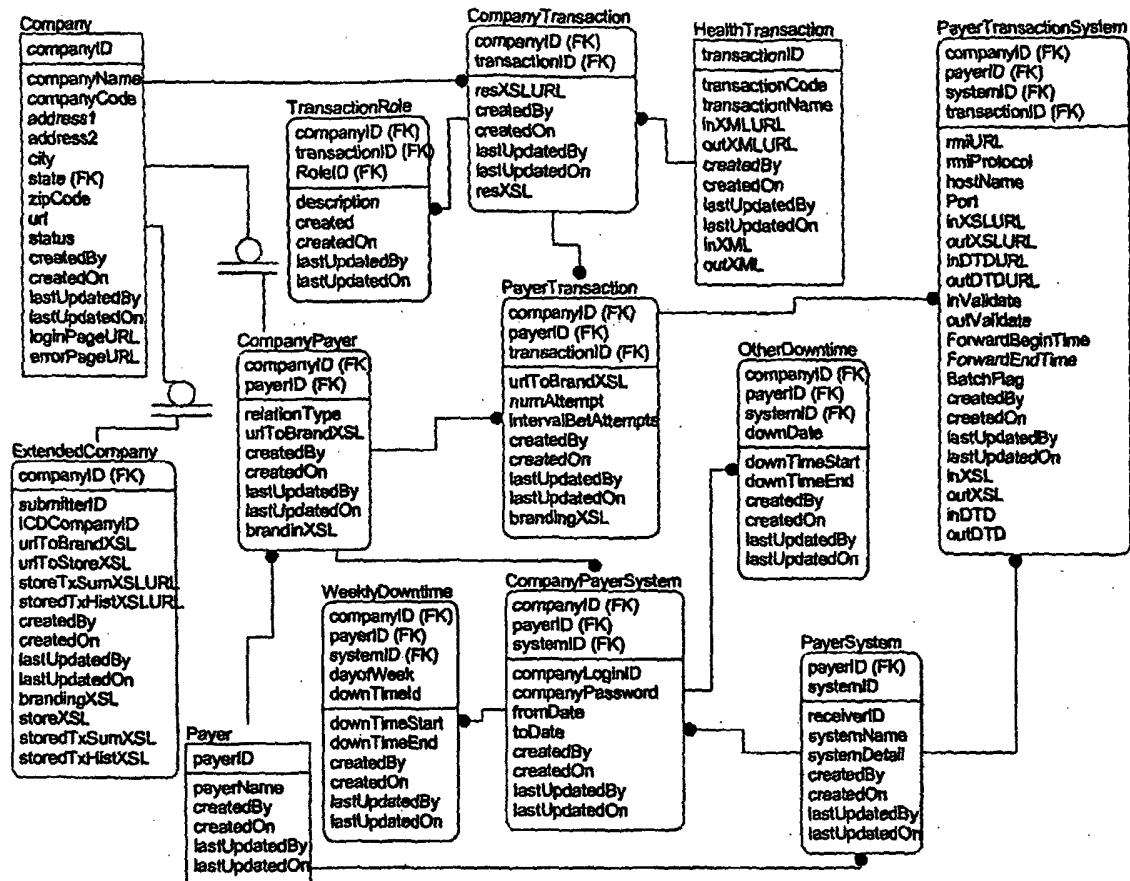 Company
companyID
companyName
companyCode
address1
address2
city
state (FK)
zipCode
url
status
createdBy
createdOn
lastUpdatedBy
lastUpdatedOn
loginPageURL
errorPageURL
CompanyTransaction
companyID (FK)
transactionID (FK)
resXSLURL
createdBy
createdOn
lastUpdatedBy
lastUpdatedOn
resXSL
HealthTransaction
transactionID
transactionCode
transactionName
inXMLURL
outXMLURL
createdBy
createdOn
lastUpdatedBy
lastUpdatedOn
inXML
outXML
PayerTransactionSystem
companyID (FK)
payerID (FK)
systemID (FK)
transactionID (FK)
rmiURL
rmiProtocol
hostName
Port
inXSLURL
outXSLURL
inDTDURL
outDTDURL
inValidate
outValidate
ForwardBeginTime
ForwardEndTime
BatchFlag
createdBy
createdOn
lastUpdatedBy
lastUpdatedOn
inXSL
outXSL
inDTD
outDTD
TransactionRole
companyID (FK)
transactionID (FK)
RoleID (FK)
description
created
createdOn
lastUpdatedBy
lastUpdatedOn
PayerTransaction
companyID (FK)
payerID (FK)
transactionID (FK)
urlToBrandXSL
numAttempt
intervalBetAttempts
createdBy
createdOn
lastUpdatedBy
lastUpdatedOn
brandingXSL
CompanyPayer
companyID (FK)
payerID (FK)
relationType
urlToBrandXSL
createdBy
createdOn
lastUpdatedBy
lastUpdatedOn
brandinXSL
OtherDowntime
companyID (FK)
payerID (FK)
systemID (FK)
downDate
downTimeStart
downTimeEnd
createdBy
createdOn
lastUpdatedBy
lastUpdatedOn
ExtendedCompany
companyID (FK)
submitterID
ICDCompanyID
urlToBrandXSL
urlToStoreXSL
storeTxSumXSLURL
storedTxHistXSLURL
createdBy
createdOn
lastUpdatedBy
lastUpdatedOn
brandingXSL
storeXSL
storedTxSumXSL
storedTxHistXSL
WeeklyDowntime
companyID (FK)
payerID (FK)
systemID (FK)
dayofWeek
downTimeId
downTimeStart
downTimeEnd
createdBy
createdOn
lastUpdatedBy
lastUpdatedOn
CompanyPayerSystem
companyID (FK)
payerID (FK)
systemID (FK)
companyLoginID
companyPassword
fromDate
toDate
createdBy
createdOn
lastUpdatedBy
lastUpdatedOn
PayerSystem
payerID (FK)
systemID
receiverID
systemName
systemDetail
createdBy
createdOn
lastUpdatedBy
lastUpdatedOn
Payer
payerID
payerName
createdBy
createdOn
lastUpdatedBy
lastUpdatedOn